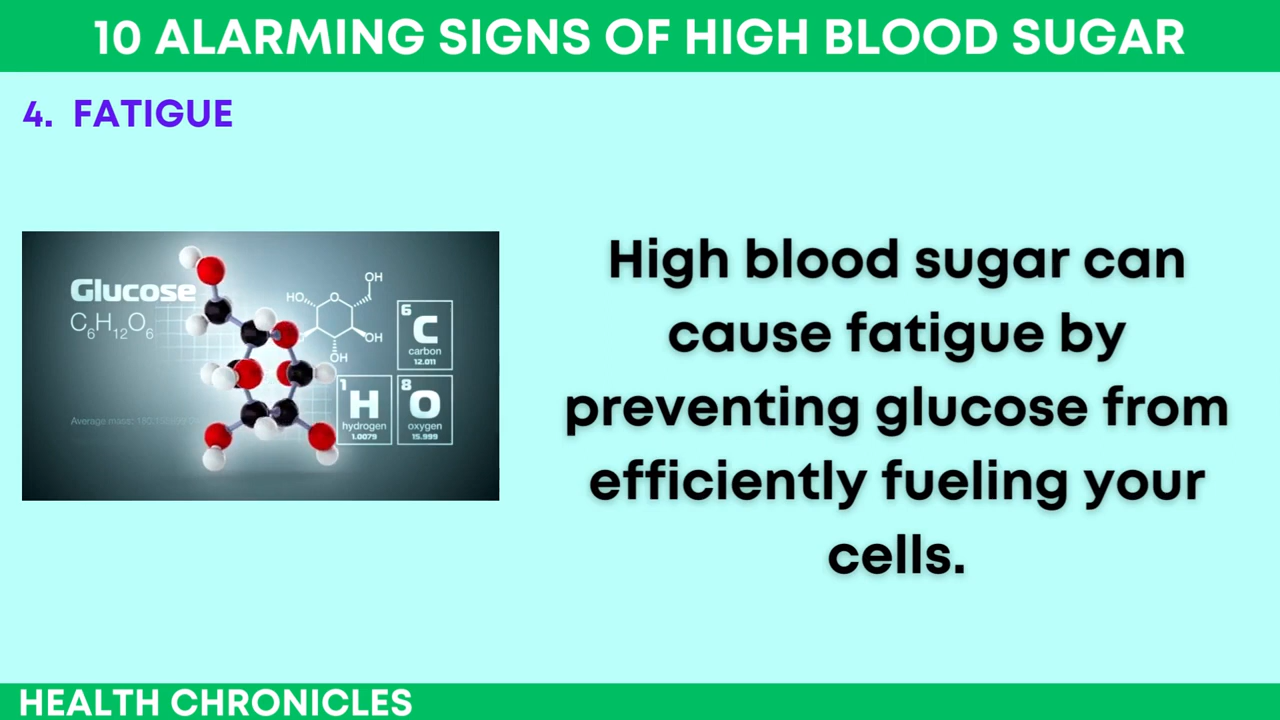 10 ALARMING SIGNS OF HIGH BLOOD SUGAR
4. FATIGUE
Glucose
C₆H₁₂O₆
HO
O
OH
OH
OH
6
C
carbon
12.011
1
H
hydrogen
1.0079
8
O
oxygen
15.999
Average mass:
High blood sugar can
cause fatigue by
preventing glucose from
efficiently fueling your
cells.
HEALTH CHRONICLES